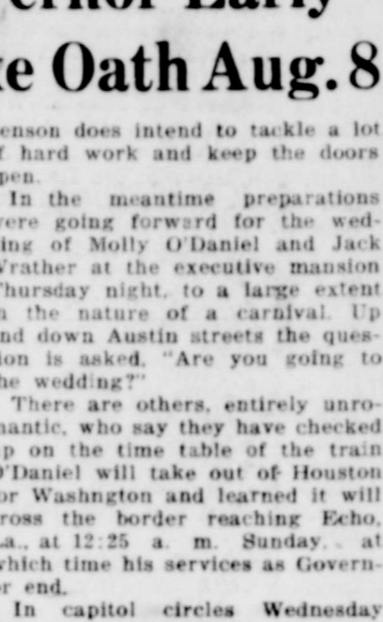 ernor Early
e Oath Aug. 8
enson does intend to tackle a lot
f hard work and keep the doors
pen.
In the meantime preparations
were going forward for the wed-
ing of Molly O'Daniel and Jack
Wrather at the executive mansion
Thursday night, to a large extent
n the nature of a carnival. Up
nd down Austin streets the ques-
ion is asked, "Are you going to
he wedding?"
There are others, entirely unro-
mantic, who say they have checked
p on the time table of the train
O'Daniel will take out of Houston
or Washngton and learned it will
ross the border reaching Echo,
La., at 12:25 a. m. Sunday, at
which time his services as Govern-
r end.
In capitol circles Wednesday